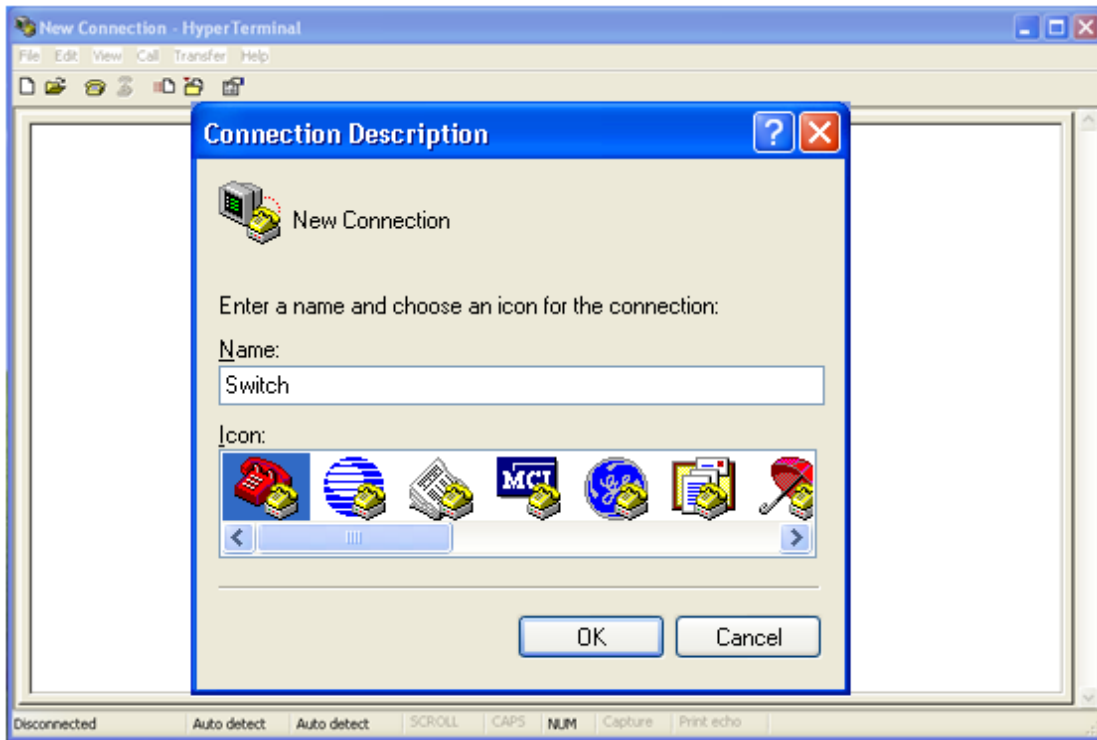 New Connection - HyperTerminal
File Edit View Call Transfer Help
Connection Description
New Connection
Enter a name and choose an icon for the connection:
Name:
Switch
Icon:
MCI
OK Cancel
Disconnected Auto detect Auto detect SCROLL CAPS NUM Capture Print echo